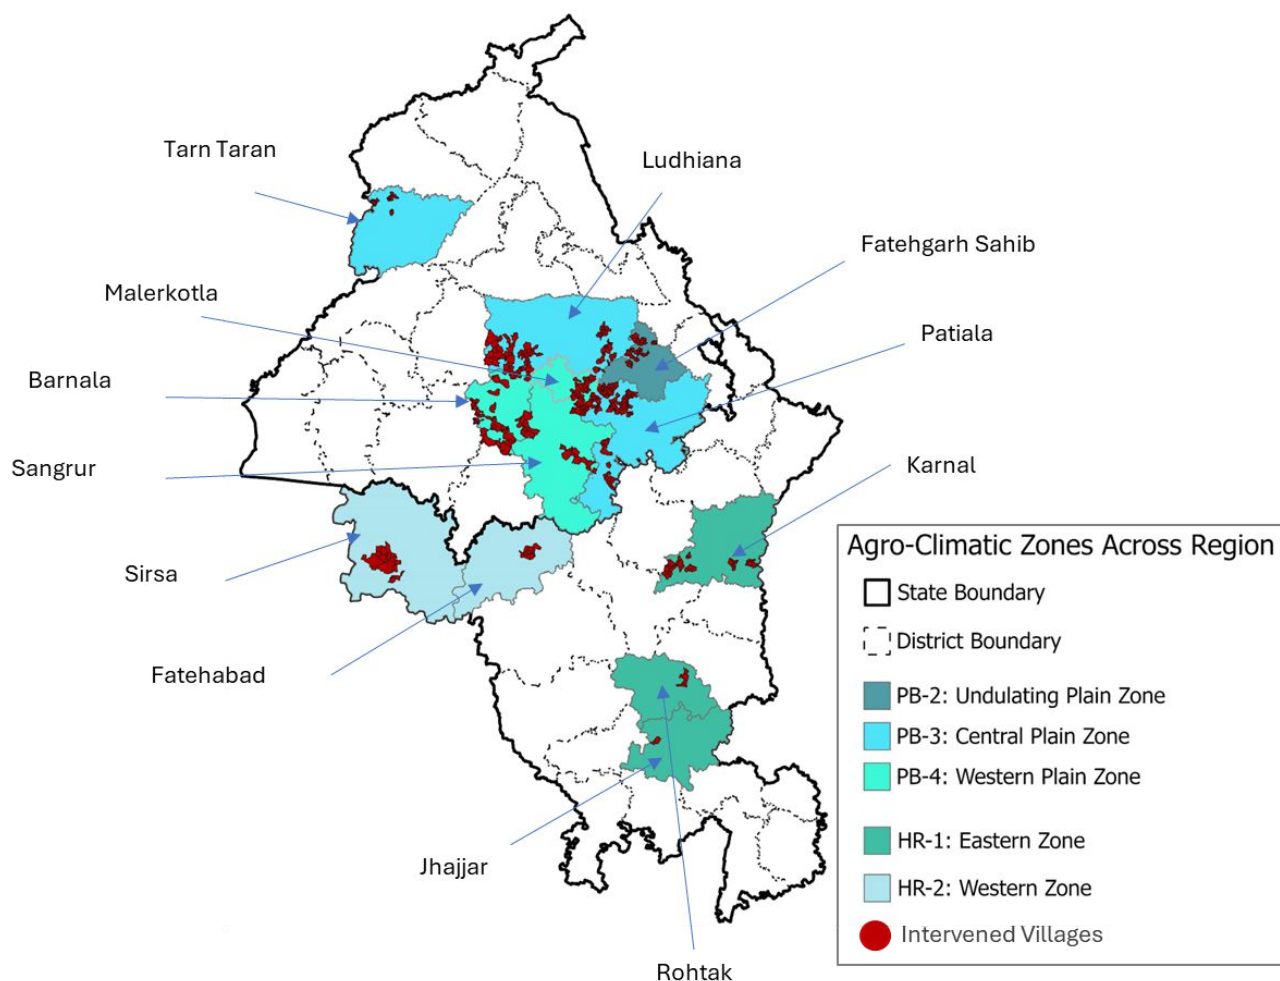 Tarn Taran
Ludhiana
Fatehgarh Sahib
Malerkotla
Patiala
Barnala
Sangrur
Karnal
Sirsa
Fatehabad
Jhajjar
Rohtak
Agro-Climatic Zones Across Region
State Boundary
District Boundary
PB-2: Undulating Plain Zone
PB-3: Central Plain Zone
PB-4: Western Plain Zone
HR-1: Eastern Zone
HR-2: Western Zone
Intervened Villages